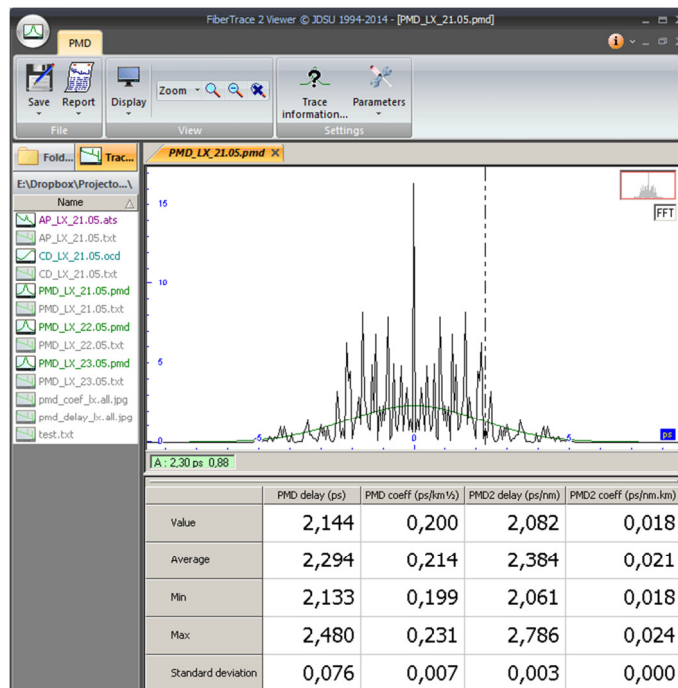 FiberTrace 2 Viewer © JDSU 1994-2014 - [PMD_LX_21.05.pmd]
PMD
Save Report Display Zoom Trace information... Parameters
File View Settings
Fold... Trac... PMD_LX_21.05.pmd
E:\Dropbox\Projecto...\
Name
AP_LX_21.05.ats
AP_LX_21.05.txt
CD_LX_21.05.ocd
CD_LX_21.05.txt
PMD_LX_21.05.pmd
PMD_LX_21.05.txt
PMD_LX_22.05.pmd
PMD_LX_22.05.txt
PMD_LX_23.05.pmd
PMD_LX_23.05.txt
pmd_coef_lx.all.jpg
pmd_delay_lx.all.jpg
test.txt
FFT
15
10
5
0
-5 0 5 ps
A : 2,30 ps 0,88
PMD delay (ps) PMD coeff (ps/km½) PMD2 delay (ps/nm) PMD2 coeff (ps/nm.km)
Value 2,144 0,200 2,082 0,018
Average 2,294 0,214 2,384 0,021
Min 2,133 0,199 2,061 0,018
Max 2,480 0,231 2,786 0,024
Standard deviation 0,076 0,007 0,003 0,000